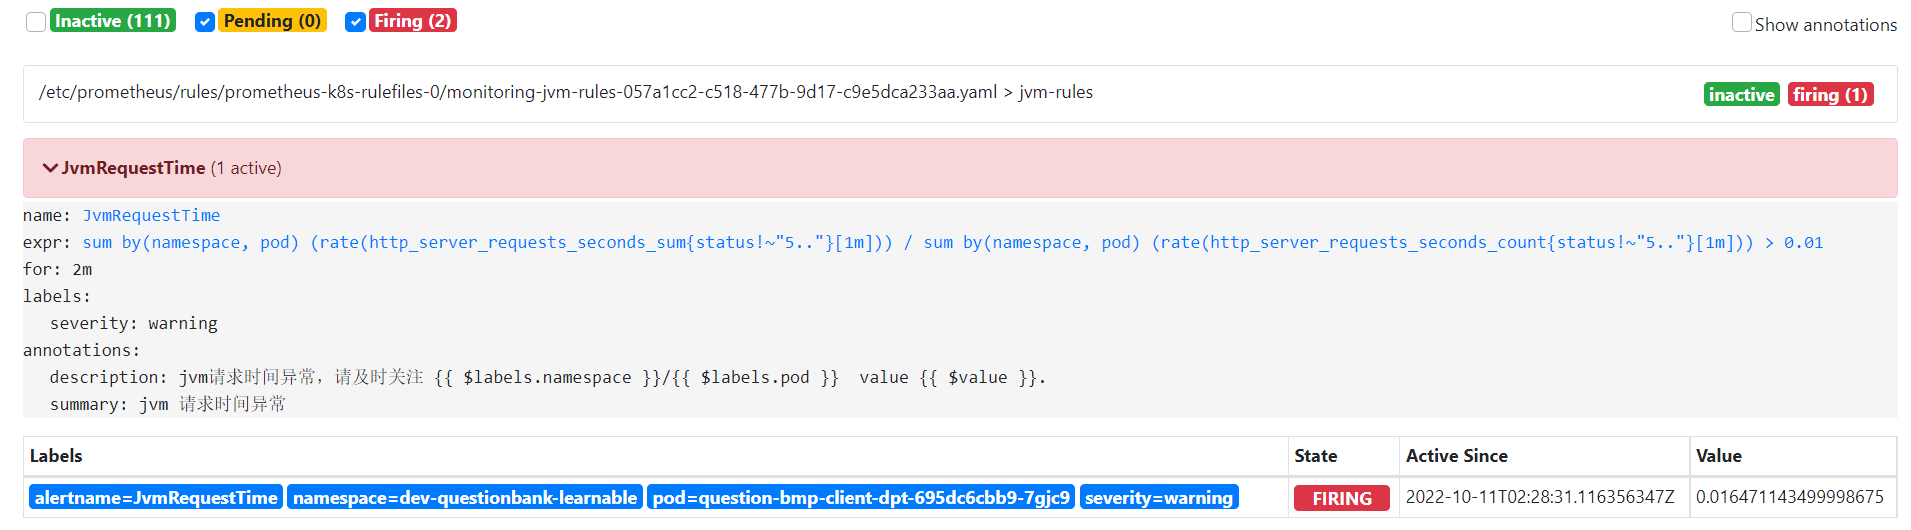 Inactive (111) Pending (0) Firing (2) Show annotations
/etc/prometheus/rules/prometheus-k8s-rulefiles-0/monitoring-jvm-rules-057a1cc2-c518-477b-9d17-c9e5dca233aa.yaml > jvm-rules inactive firing (1)
JvmRequestTime (1 active)
name: JvmRequestTime
expr: sum by(namespace, pod) (rate(http_server_requests_seconds_sum{status!~"5.."}[1m])) / sum by(namespace, pod) (rate(http_server_requests_seconds_count{status!~"5.."}[1m])) > 0.01
for: 2m
labels:
severity: warning
annotations:
description: jvm请求时间异常，请及时关注 {{ $labels.namespace }}/{{ $labels.pod }}  value {{ $value }}.
summary: jvm 请求时间异常
Labels State Active Since Value
alertname=JvmRequestTime namespace=dev-questionbank-learnable pod=question-bmp-client-dpt-695dc6cbb9-7gjc9 severity=warning FIRING 2022-10-11T02:28:31.116356347Z 0.016471143499998675